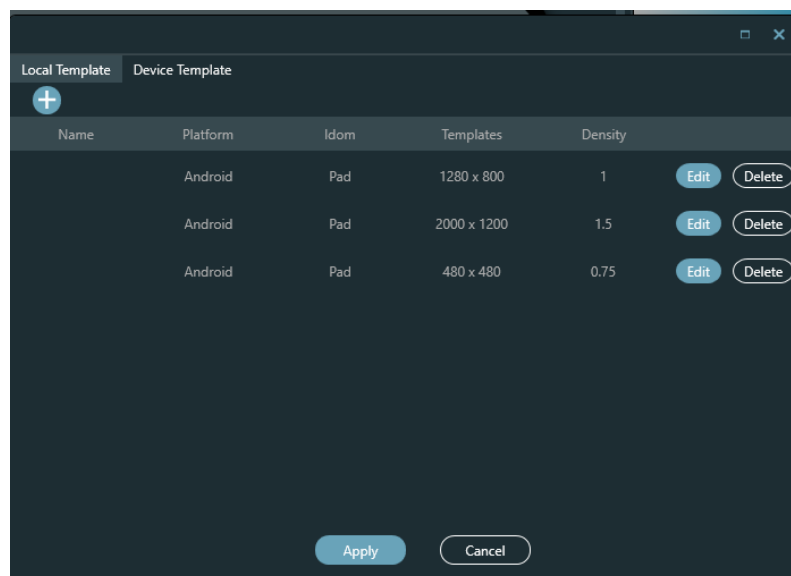 Local Template Device Template
Name Platform Idom Templates Density
Android Pad 1280 x 800 1 Edit Delete
Android Pad 2000 x 1200 1.5 Edit Delete
Android Pad 480 x 480 0.75 Edit Delete
Apply Cancel